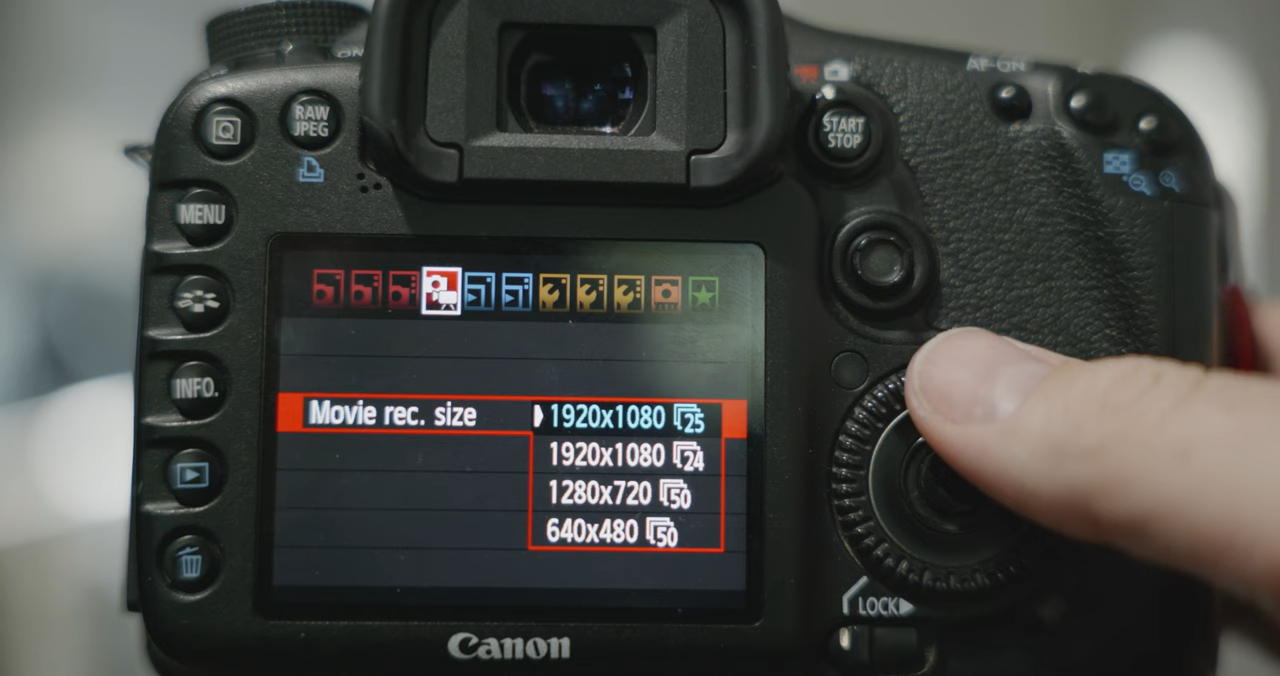 ON
AF-ON
Q
RAW
JPEG
START
STOP
MENU
INFO.
Movie rec. size
1920x1080 25
1920x1080 24
1280x720 50
640x480 50
LOCK
Canon